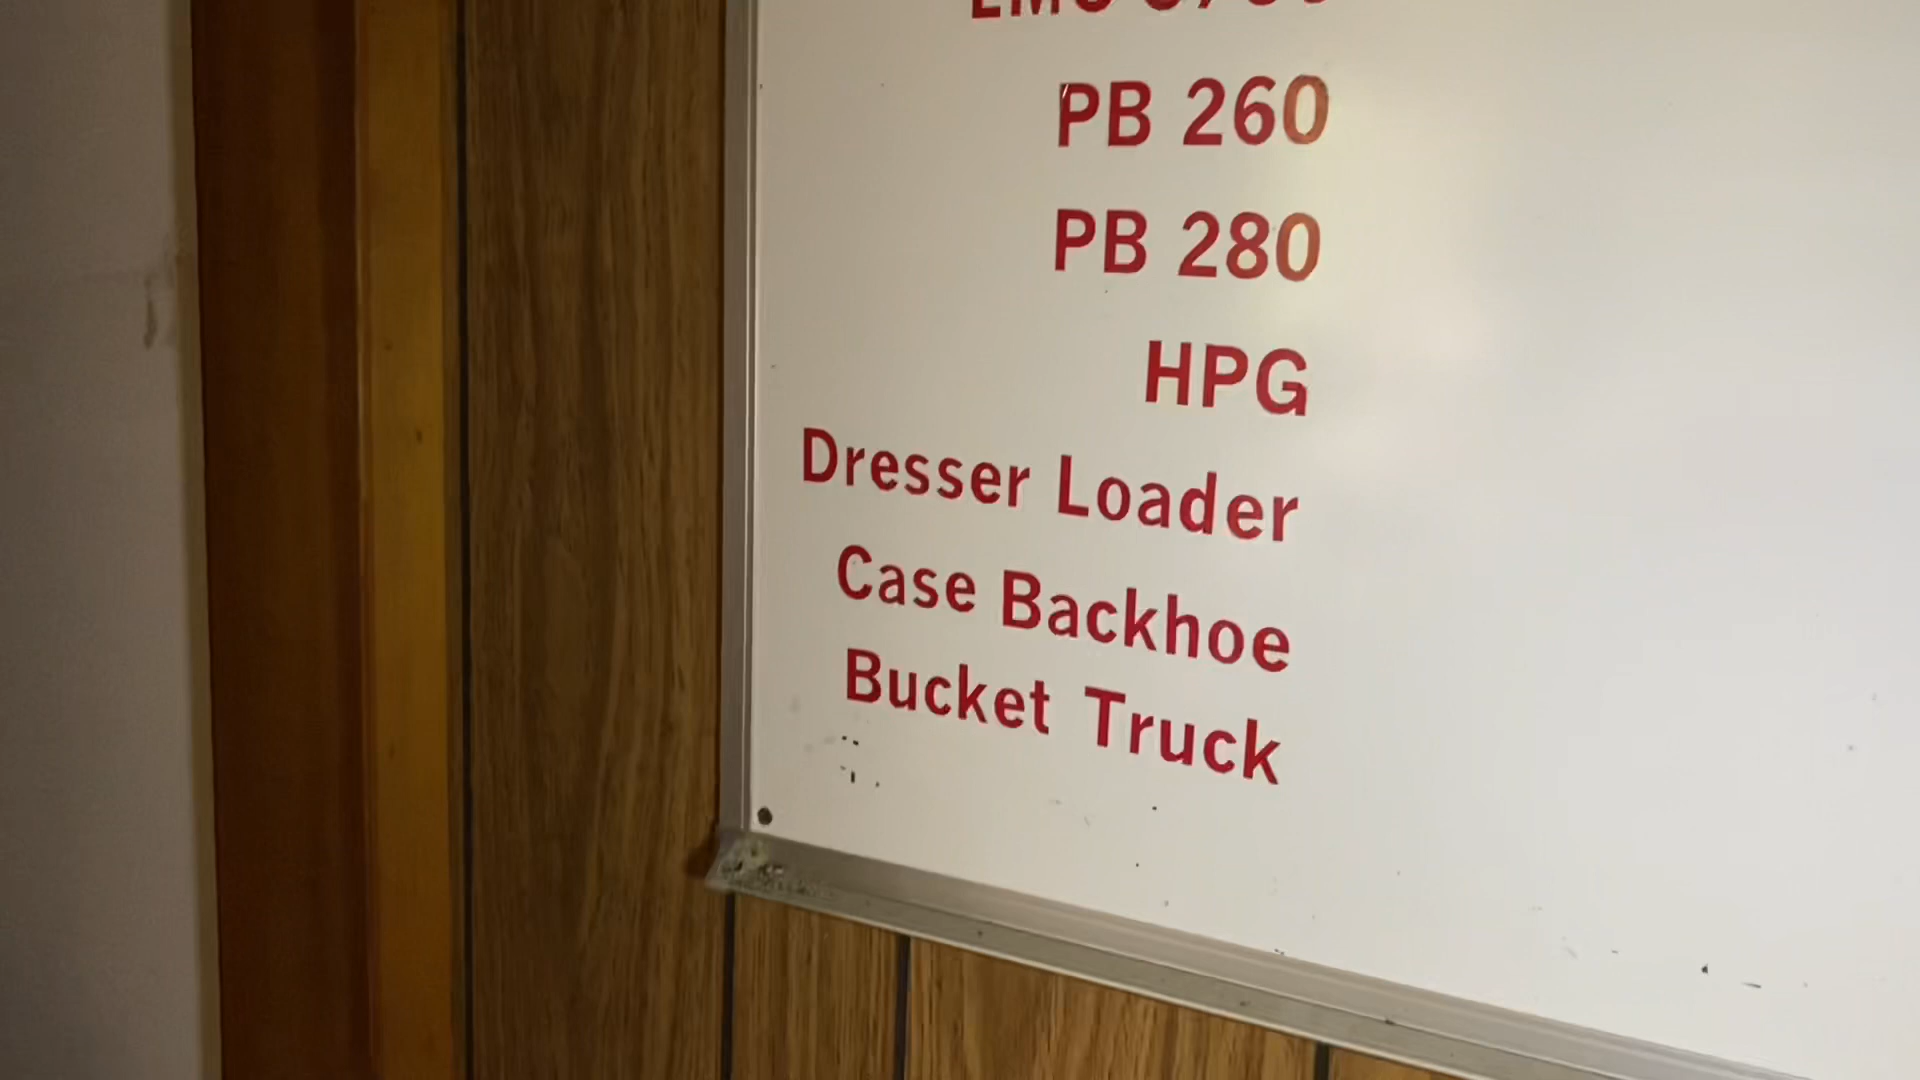 PB 260
PB 280
HPG
Dresser Loader
Case Backhoe
Bucket Truck